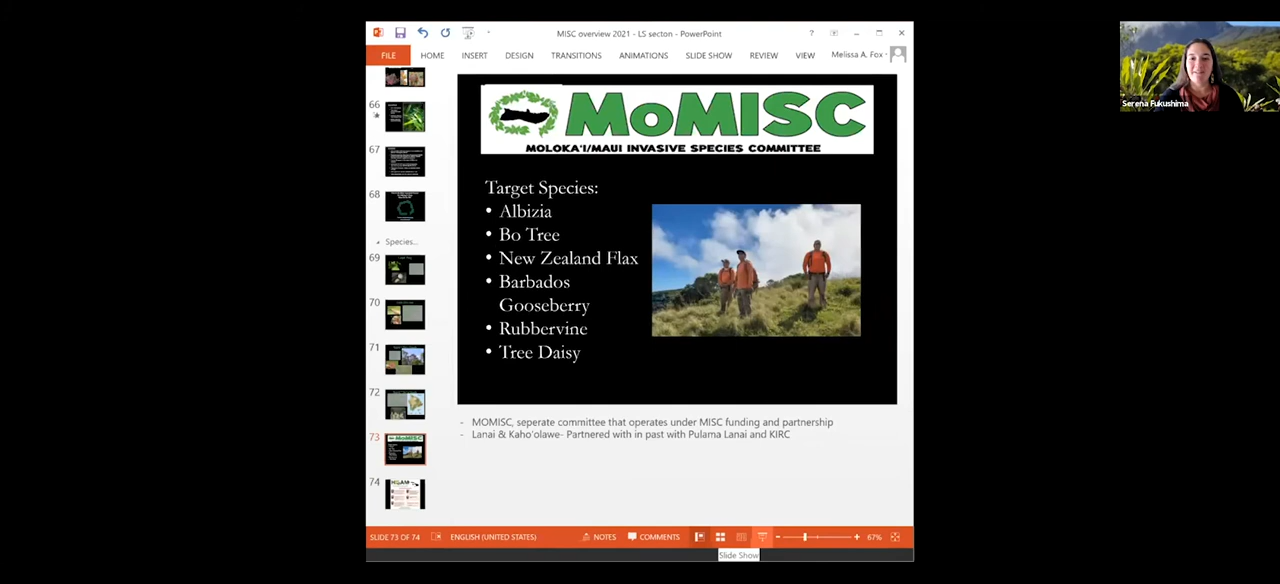 MISC overview 2021 - LS secton - PowerPoint
?
FILE
HOME
INSERT
DESIGN
TRANSITIONS
ANIMATIONS
SLIDE SHOW
REVIEW
VIEW
Melissa A. Fox
Serena Fukushima
66
67
68
Species...
69
70
71
72
73
74
MoMISC
MOLOKAʻI/MAUI INVASIVE SPECIES COMMITTEE
Target Species:
• Albizia
• Bo Tree
• New Zealand Flax
• Barbados
Gooseberry
• Rubbervine
• Tree Daisy
- MOMISC, seperate committee that operates under MISC funding and partnership
- Lanai & Kaho'olawe- Partnered with in past with Pulama Lanai and KIRC
SLIDE 73 OF 74
ENGLISH (UNITED STATES)
NOTES
COMMENTS
67%
Slide Show